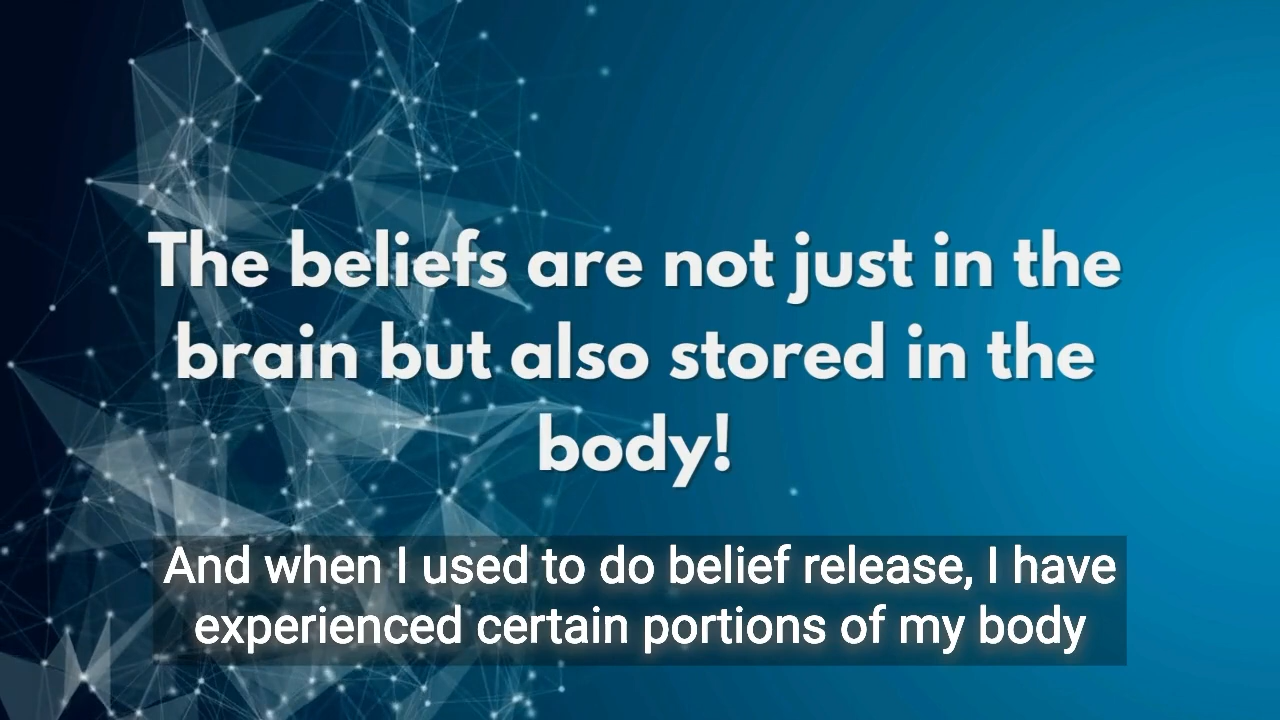 The beliefs are not just in the
brain but also stored in the
body!
And when I used to do belief release, I have
experienced certain portions of my body